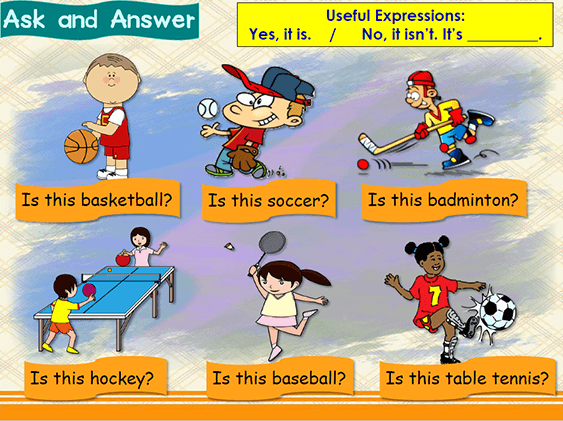 Ask and Answer
Useful Expressions:
Yes, it is. / No, it isn't. It's _________.
Is this basketball?
Is this soccer?
Is this badminton?
Is this hockey?
Is this baseball?
Is this table tennis?
7